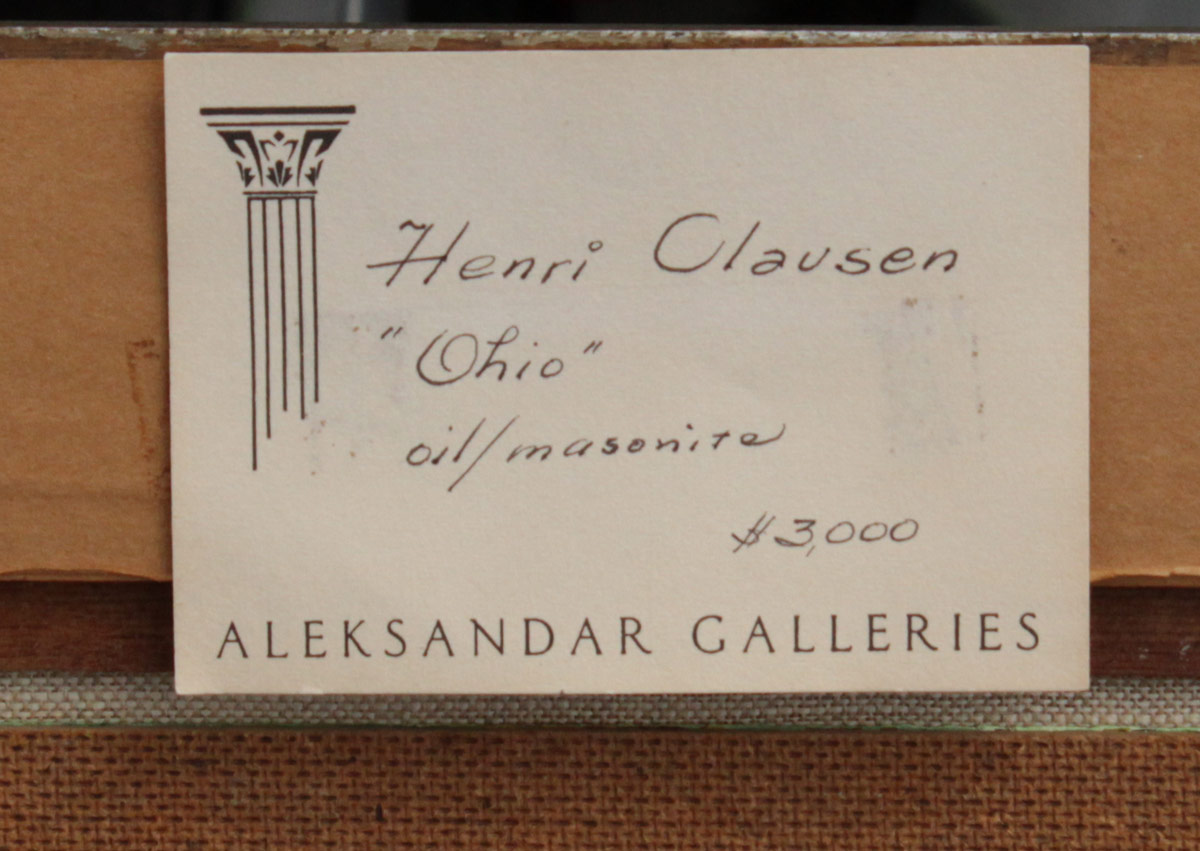 Henri Clausen
"Ohio"
oil/masonite
$3,000
ALEKSANDAR GALLERIES